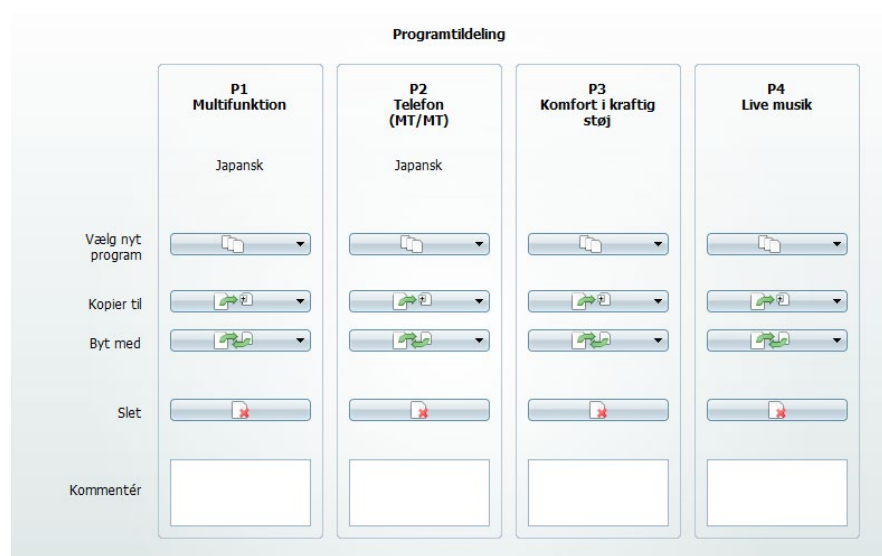 Programtildeling
P1
Multifunktion
Japansk
P2
Telefon
(MT/MT)
Japansk
P3
Komfort i kraftig
støj
P4
Live musik
Vælg nyt
program
Kopier til
Byt med
Slet
Kommentér